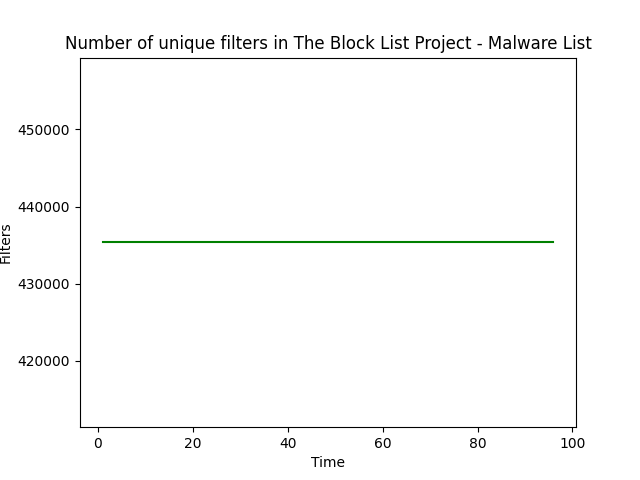 Number of unique filters in The Block List Project - Malware List
450000
440000
430000
420000
Filters
0 20 40 60 80 100
Time